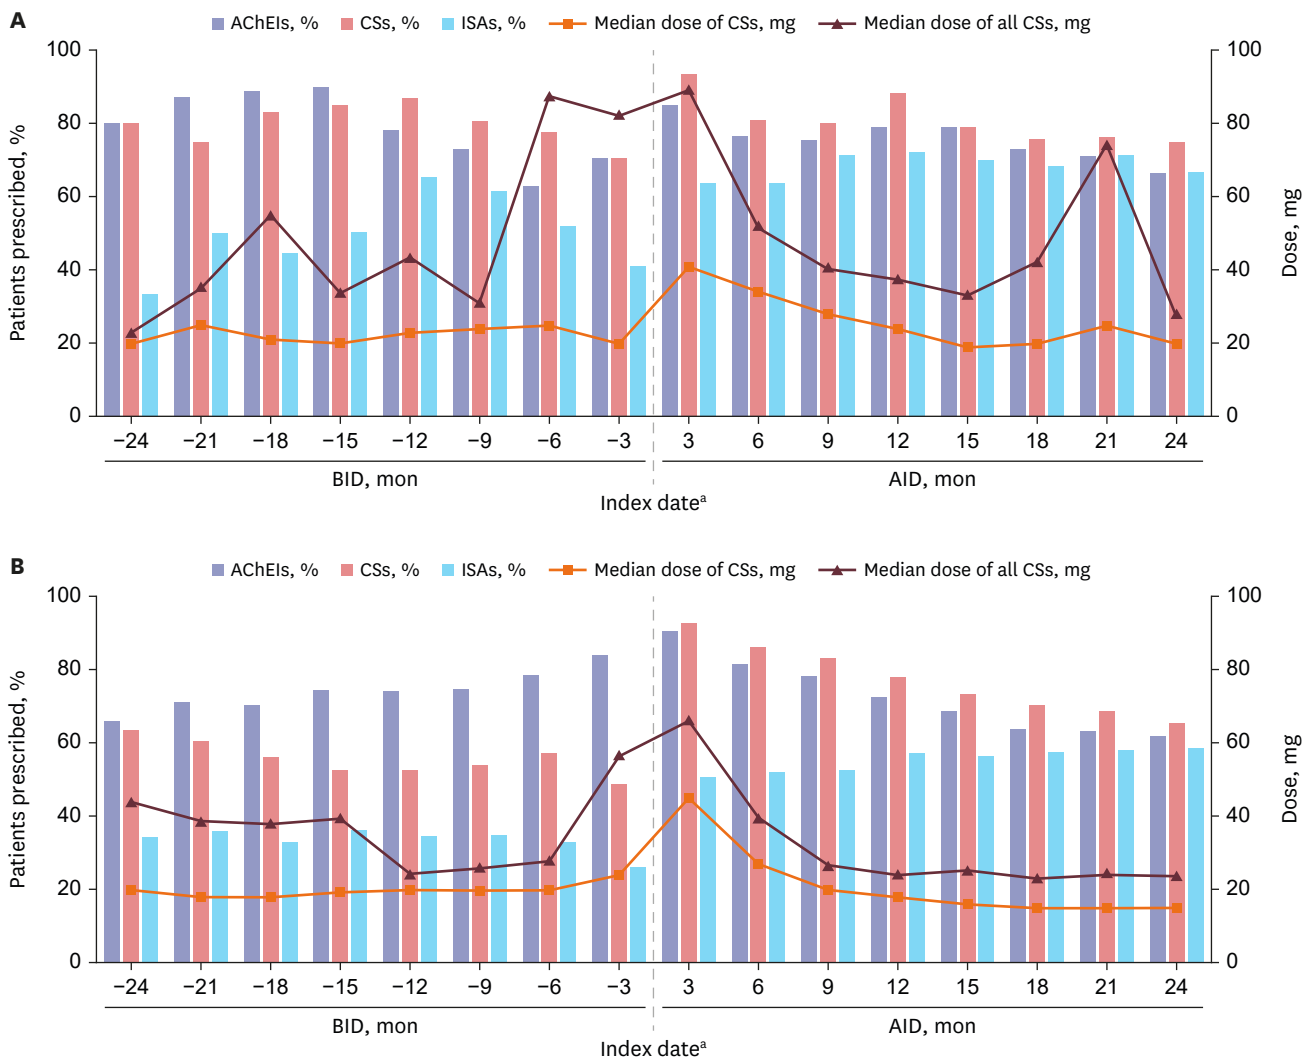 A
AChEIs, % CSs, % ISAs, % Median dose of CSs, mg Median dose of all CSs, mg
Patients prescribed, %
100
80
60
40
20
0
100
80
60
40
20
0
Dose, mg
−24 −21 −18 −15 −12 −9 −6 −3 3 6 9 12 15 18 21 24
BID, mon AID, mon
Index dateᵃ
B
AChEIs, % CSs, % ISAs, % Median dose of CSs, mg Median dose of all CSs, mg
Patients prescribed, %
100
80
60
40
20
0
100
80
60
40
20
0
Dose, mg
−24 −21 −18 −15 −12 −9 −6 −3 3 6 9 12 15 18 21 24
BID, mon AID, mon
Index dateᵃ